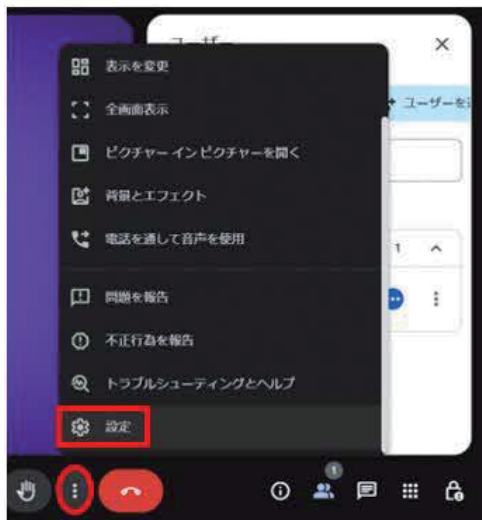 ユーザー
表示を変更
全画面表示
ユーザーを
ピクチャー イン ピクチャーを開く
背景とエフェクト
電話を通して音声を使用
1
問題を報告
不正行為を報告
トラブルシューティングとヘルプ
設定
1